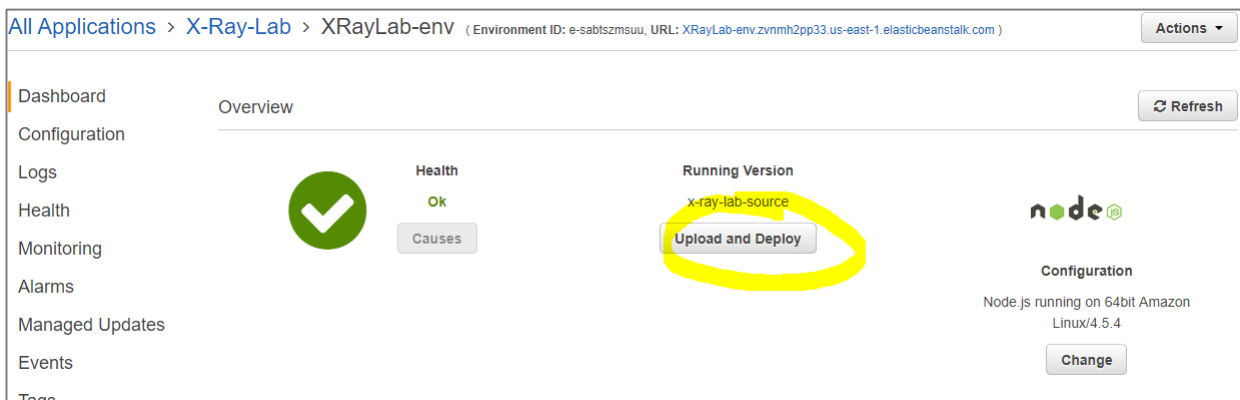 All Applications > X-Ray-Lab > XRayLab-env ( Environment ID: e-sabtszmsuu, URL: XRayLab-env.zvnmh2pp33.us-east-1.elasticbeanstalk.com )
Actions
Dashboard
Configuration
Logs
Health
Monitoring
Alarms
Managed Updates
Events
Tags
Overview
Refresh
Health
Ok
Causes
Running Version
x-ray-lab-source
Upload and Deploy
node JS
Configuration
Node.js running on 64bit Amazon
Linux/4.5.4
Change